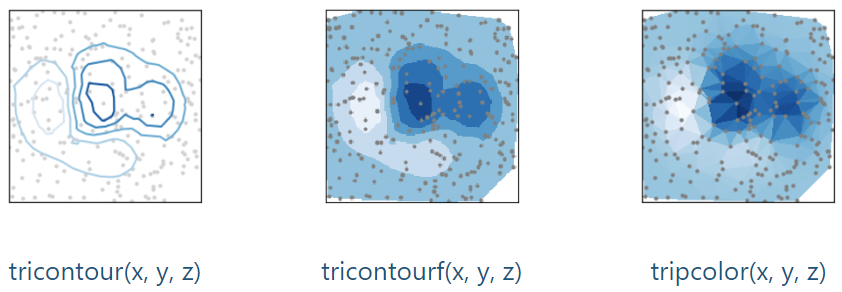 tricontour(x, y, z)
tricontourf(x, y, z)
tripcolor(x, y, z)